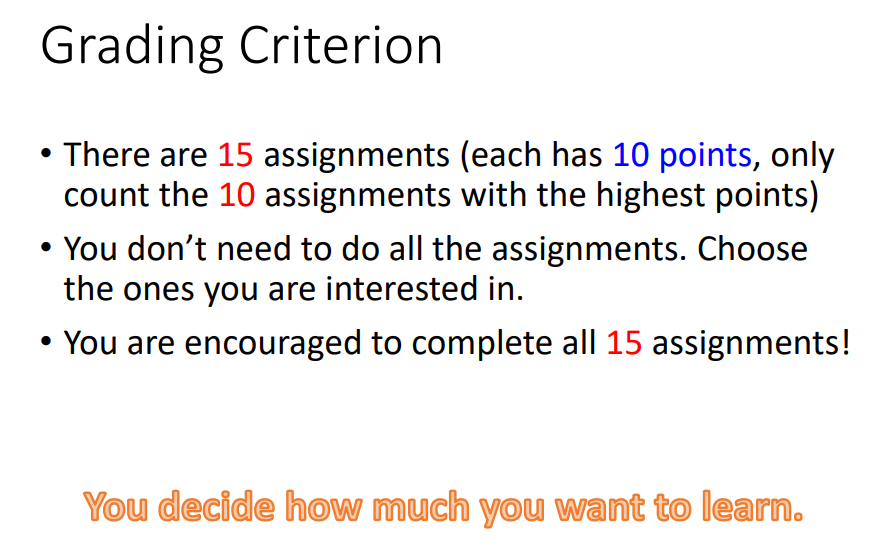 Grading Criterion
• There are 15 assignments (each has 10 points, only
count the 10 assignments with the highest points)
• You don’t need to do all the assignments. Choose
the ones you are interested in.
• You are encouraged to complete all 15 assignments!
You decide how much you want to learn.